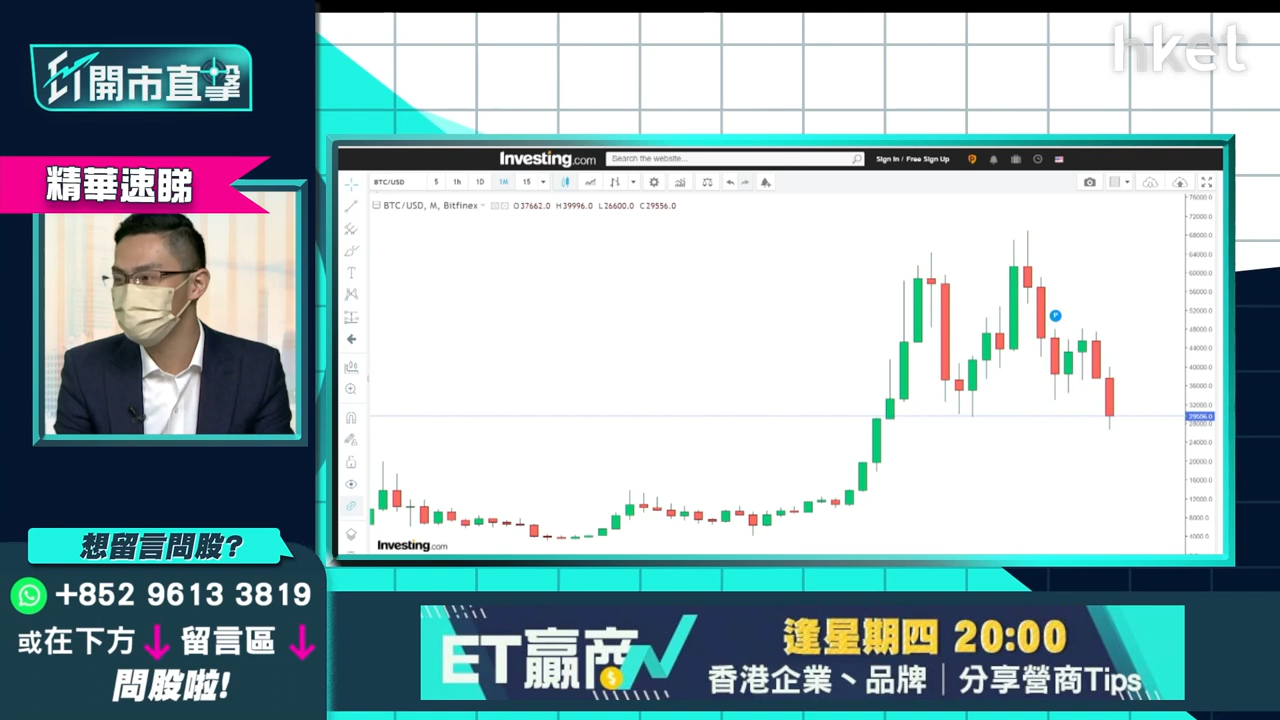 hket
ET開市直擊
精華速睇
Investing.com
Search the website...
Sign In / Free Sign Up
BTC/USD
5
1h
1D
1M
15
BTC/USD, M, Bitfinex
O37662.0 H39996.0 L26600.0 C29556.0
76000.0
72000.0
68000.0
64000.0
60000.0
56000.0
52000.0
48000.0
44000.0
40000.0
36000.0
32000.0
29556.0
28000.0
24000.0
20000.0
16000.0
12000.0
8000.0
4000.0
P
Investing.com
想留言問股?
+852 9613 3819
或在下方 留言區
問股啦!
ET贏商
逢星期四 20:00
香港企業、品牌｜分享營商Tips